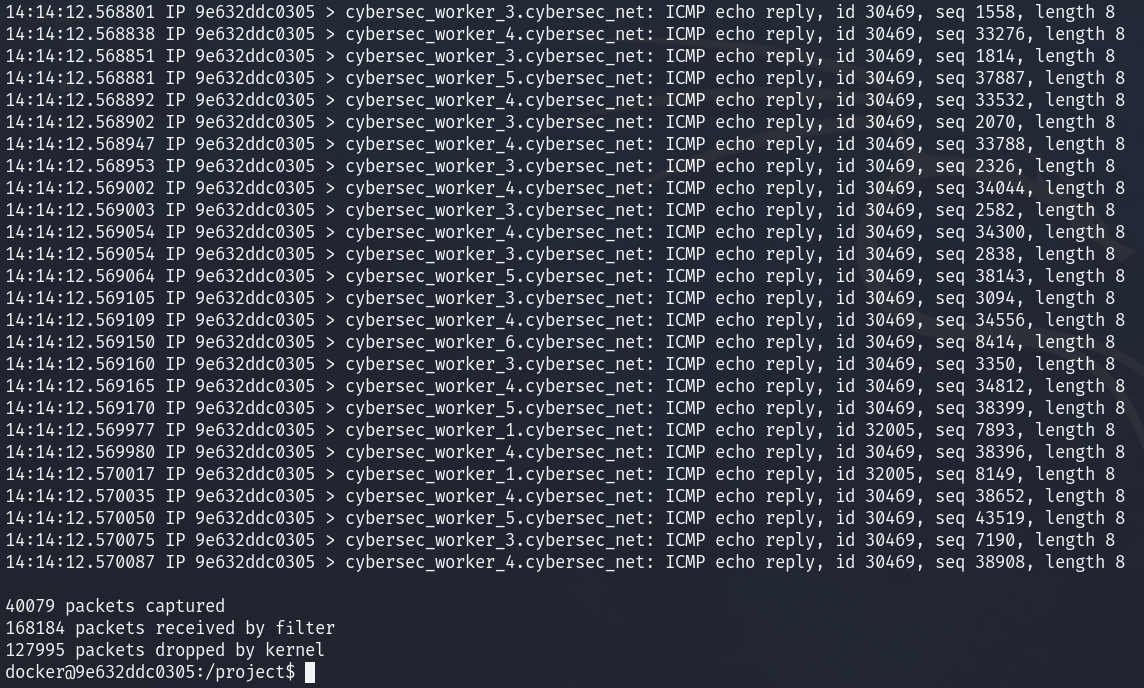 14:14:12.568801 IP 9e632ddc0305 > cybersec_worker_3.cybersec_net: ICMP echo reply, id 30469, seq 1558, length 8
14:14:12.568838 IP 9e632ddc0305 > cybersec_worker_4.cybersec_net: ICMP echo reply, id 30469, seq 33276, length 8
14:14:12.568851 IP 9e632ddc0305 > cybersec_worker_3.cybersec_net: ICMP echo reply, id 30469, seq 1814, length 8
14:14:12.568881 IP 9e632ddc0305 > cybersec_worker_5.cybersec_net: ICMP echo reply, id 30469, seq 37887, length 8
14:14:12.568892 IP 9e632ddc0305 > cybersec_worker_4.cybersec_net: ICMP echo reply, id 30469, seq 33532, length 8
14:14:12.568902 IP 9e632ddc0305 > cybersec_worker_3.cybersec_net: ICMP echo reply, id 30469, seq 2070, length 8
14:14:12.568947 IP 9e632ddc0305 > cybersec_worker_4.cybersec_net: ICMP echo reply, id 30469, seq 33788, length 8
14:14:12.568953 IP 9e632ddc0305 > cybersec_worker_3.cybersec_net: ICMP echo reply, id 30469, seq 2326, length 8
14:14:12.569002 IP 9e632ddc0305 > cybersec_worker_4.cybersec_net: ICMP echo reply, id 30469, seq 34044, length 8
14:14:12.569003 IP 9e632ddc0305 > cybersec_worker_3.cybersec_net: ICMP echo reply, id 30469, seq 2582, length 8
14:14:12.569054 IP 9e632ddc0305 > cybersec_worker_4.cybersec_net: ICMP echo reply, id 30469, seq 34300, length 8
14:14:12.569054 IP 9e632ddc0305 > cybersec_worker_3.cybersec_net: ICMP echo reply, id 30469, seq 2838, length 8
14:14:12.569064 IP 9e632ddc0305 > cybersec_worker_5.cybersec_net: ICMP echo reply, id 30469, seq 38143, length 8
14:14:12.569105 IP 9e632ddc0305 > cybersec_worker_3.cybersec_net: ICMP echo reply, id 30469, seq 3094, length 8
14:14:12.569109 IP 9e632ddc0305 > cybersec_worker_4.cybersec_net: ICMP echo reply, id 30469, seq 34556, length 8
14:14:12.569150 IP 9e632ddc0305 > cybersec_worker_6.cybersec_net: ICMP echo reply, id 30469, seq 8414, length 8
14:14:12.569160 IP 9e632ddc0305 > cybersec_worker_3.cybersec_net: ICMP echo reply, id 30469, seq 3350, length 8
14:14:12.569165 IP 9e632ddc0305 > cybersec_worker_4.cybersec_net: ICMP echo reply, id 30469, seq 34812, length 8
14:14:12.569170 IP 9e632ddc0305 > cybersec_worker_5.cybersec_net: ICMP echo reply, id 30469, seq 38399, length 8
14:14:12.569977 IP 9e632ddc0305 > cybersec_worker_1.cybersec_net: ICMP echo reply, id 32005, seq 7893, length 8
14:14:12.569980 IP 9e632ddc0305 > cybersec_worker_4.cybersec_net: ICMP echo reply, id 30469, seq 38396, length 8
14:14:12.570017 IP 9e632ddc0305 > cybersec_worker_1.cybersec_net: ICMP echo reply, id 32005, seq 8149, length 8
14:14:12.570035 IP 9e632ddc0305 > cybersec_worker_4.cybersec_net: ICMP echo reply, id 30469, seq 38652, length 8
14:14:12.570050 IP 9e632ddc0305 > cybersec_worker_5.cybersec_net: ICMP echo reply, id 30469, seq 43519, length 8
14:14:12.570075 IP 9e632ddc0305 > cybersec_worker_3.cybersec_net: ICMP echo reply, id 30469, seq 7190, length 8
14:14:12.570087 IP 9e632ddc0305 > cybersec_worker_4.cybersec_net: ICMP echo reply, id 30469, seq 38908, length 8
40079 packets captured
168184 packets received by filter
127995 packets dropped by kernel
docker@9e632ddc0305:/project$